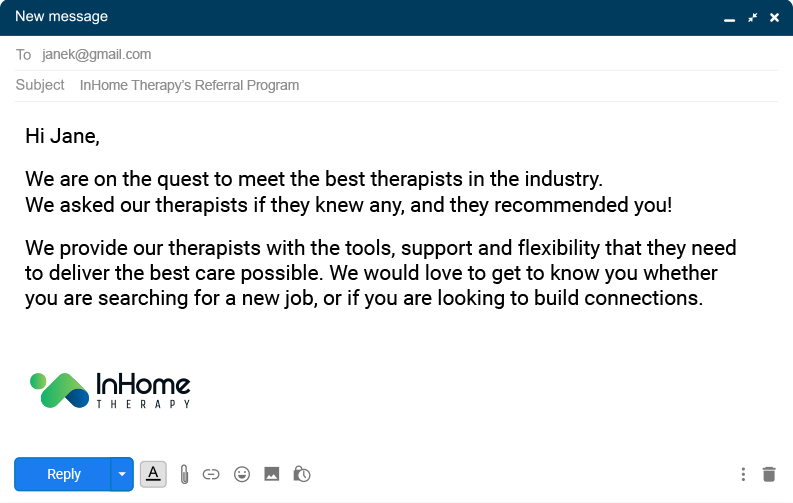 New message
To janek@gmail.com
Subject InHome Therapy's Referral Program
Hi Jane,
We are on the quest to meet the best therapists in the industry.
We asked our therapists if they knew any, and they recommended you!
We provide our therapists with the tools, support and flexibility that they need
to deliver the best care possible. We would love to get to know you whether
you are searching for a new job, or if you are looking to build connections.
InHome
THERAPY
Reply
A